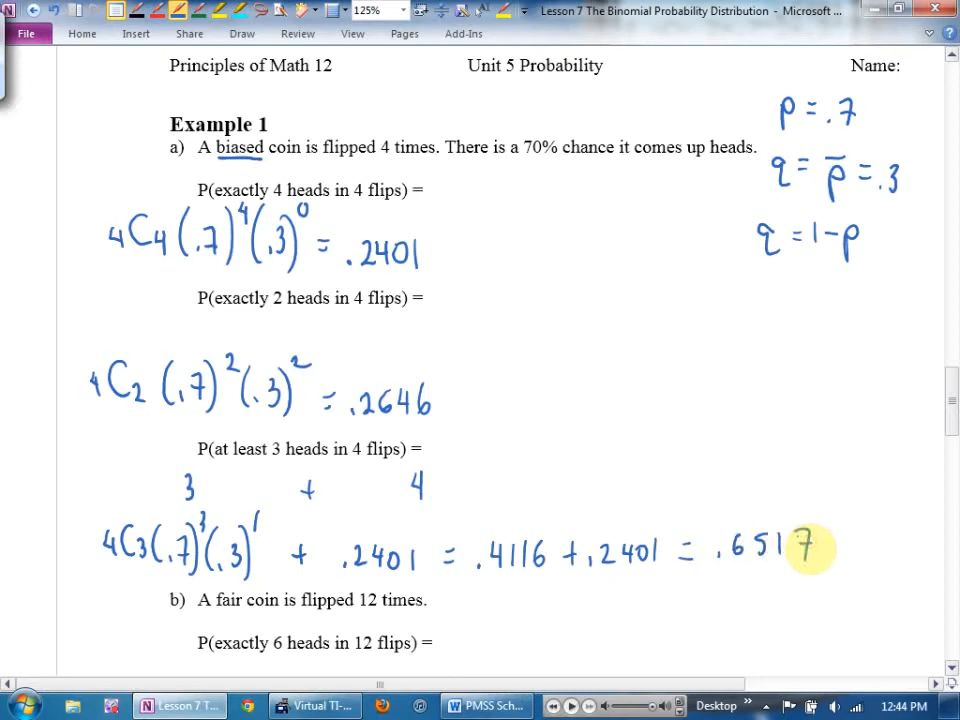 125% Lesson 7 The Binomial Probability Distribution - Microsoft ...
File Home Insert Share Draw Review View Pages Add-Ins
Principles of Math 12 Unit 5 Probability Name:
p = .7
Example 1
a) A biased coin is flipped 4 times. There is a 70% chance it comes up heads.
q = p̅ = .3
P(exactly 4 heads in 4 flips) =
₄C₄ (.7)⁴ (.3)⁰ = .2401
q = 1 - p
P(exactly 2 heads in 4 flips) =
₄C₂ (.7)² (.3)² = .2646
P(at least 3 heads in 4 flips) =
3 + 4
₄C₃ (.7)³ (.3)¹ + .2401 = .4116 + .2401 = .6517
b) A fair coin is flipped 12 times.
P(exactly 6 heads in 12 flips) =
Lesson 7 T... Virtual TI-... PMSS Sch... Desktop 12:44 PM